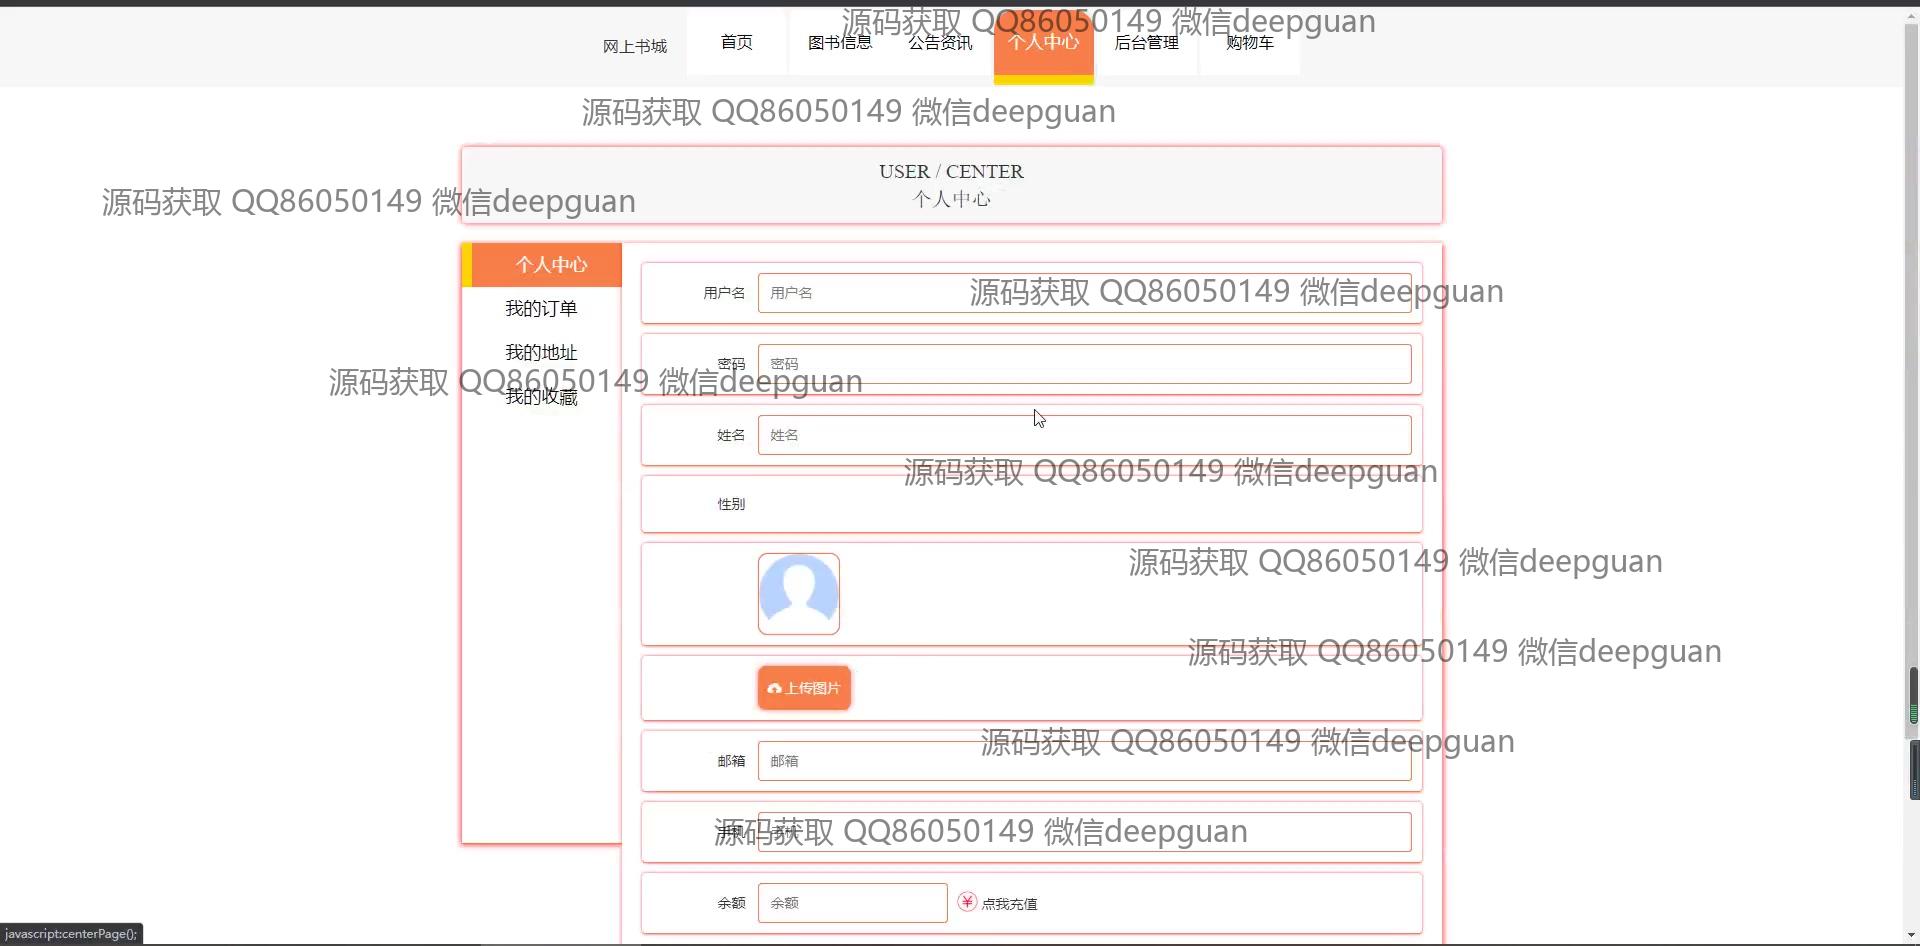 源码获取 QQ86050149 微信deepguan
网上书城 首页 图书信息 公告资讯 个人中心 后台管理 购物车
源码获取 QQ86050149 微信deepguan
USER / CENTER
个人中心
源码获取 QQ86050149 微信deepguan
个人中心
我的订单
我的地址
我的收藏
用户名 用户名
源码获取 QQ86050149 微信deepguan
密码 密码
源码获取 QQ86050149 微信deepguan
姓名 姓名
源码获取 QQ86050149 微信deepguan
性别
源码获取 QQ86050149 微信deepguan
源码获取 QQ86050149 微信deepguan
上传图片
源码获取 QQ86050149 微信deepguan
邮箱 邮箱
手机 手机
源码获取 QQ86050149 微信deepguan
余额 余额 点我充值
javascript:centerPage();